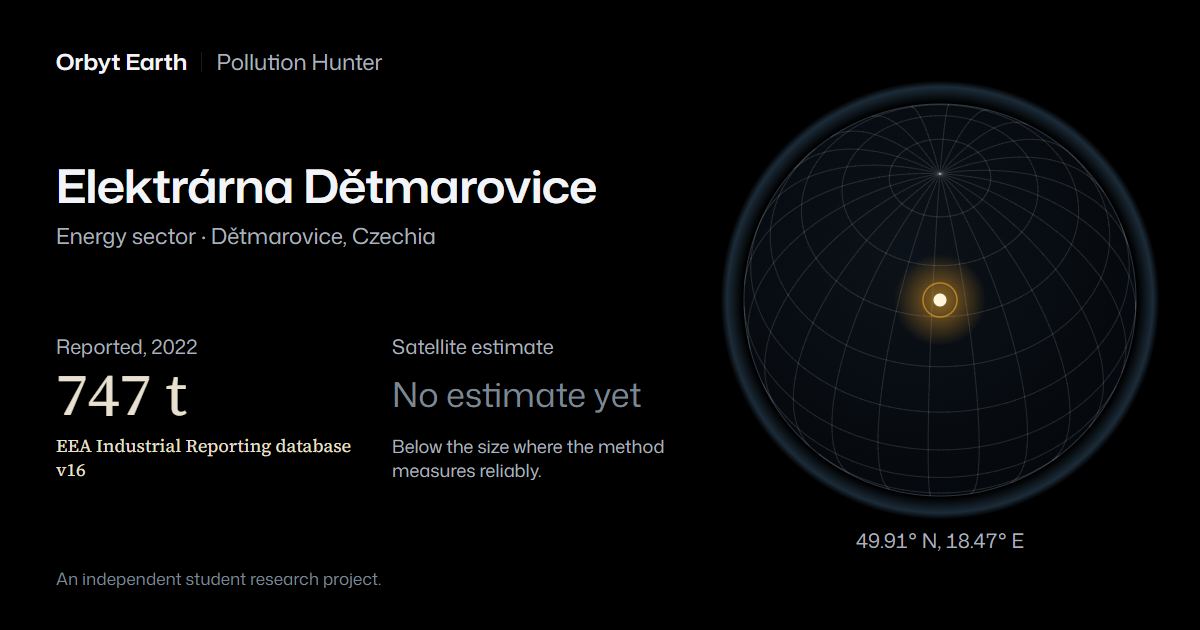 Orbyt Earth | Pollution Hunter
Elektrárna Dětmarovice
Energy sector · Dětmarovice, Czechia
Reported, 2022
747 t
EEA Industrial Reporting database
v16
Satellite estimate
No estimate yet
Below the size where the method
measures reliably.
49.91° N, 18.47° E
An independent student research project.